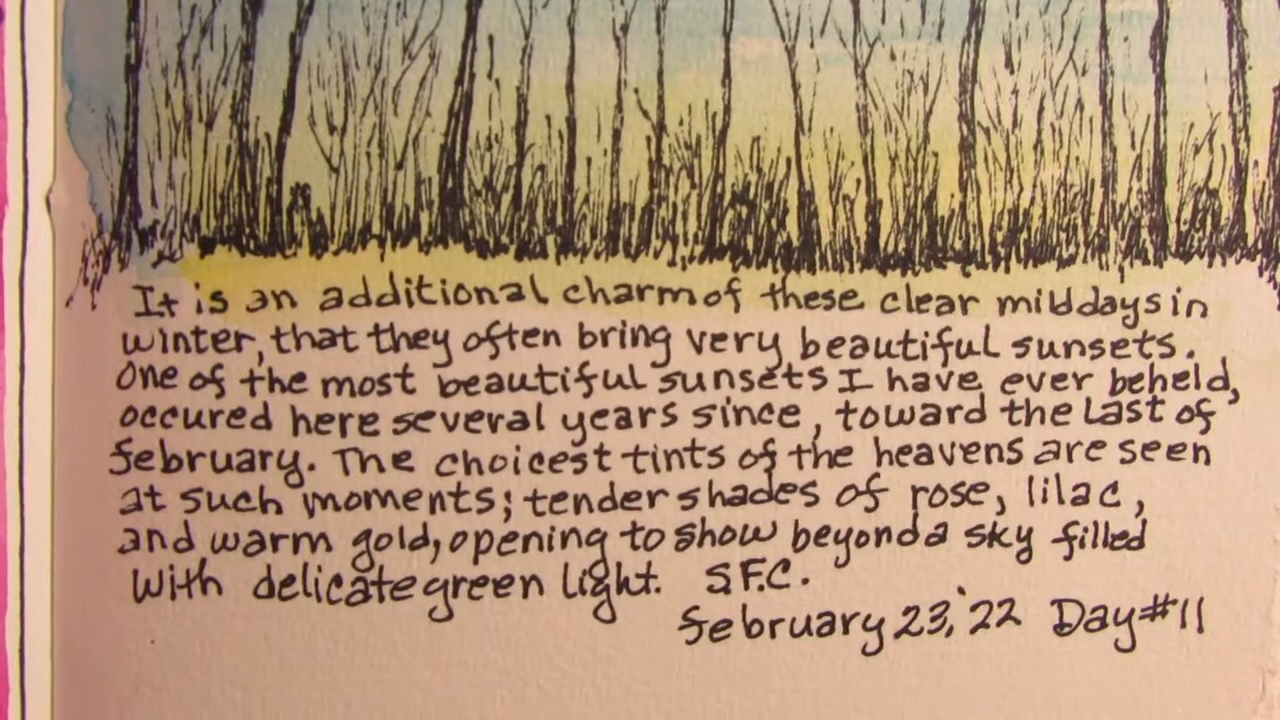 It is an additional charm of these clear middays in
winter, that they often bring very beautiful sunsets.
One of the most beautiful sunsets I have ever beheld,
occured here several years since, toward the last of
february. The choicest tints of the heavens are seen
at such moments; tender shades of rose, lilac,
and warm gold, opening to show beyond a sky filled
with delicate green light. S.F.C.
february 23, '22 Day #11